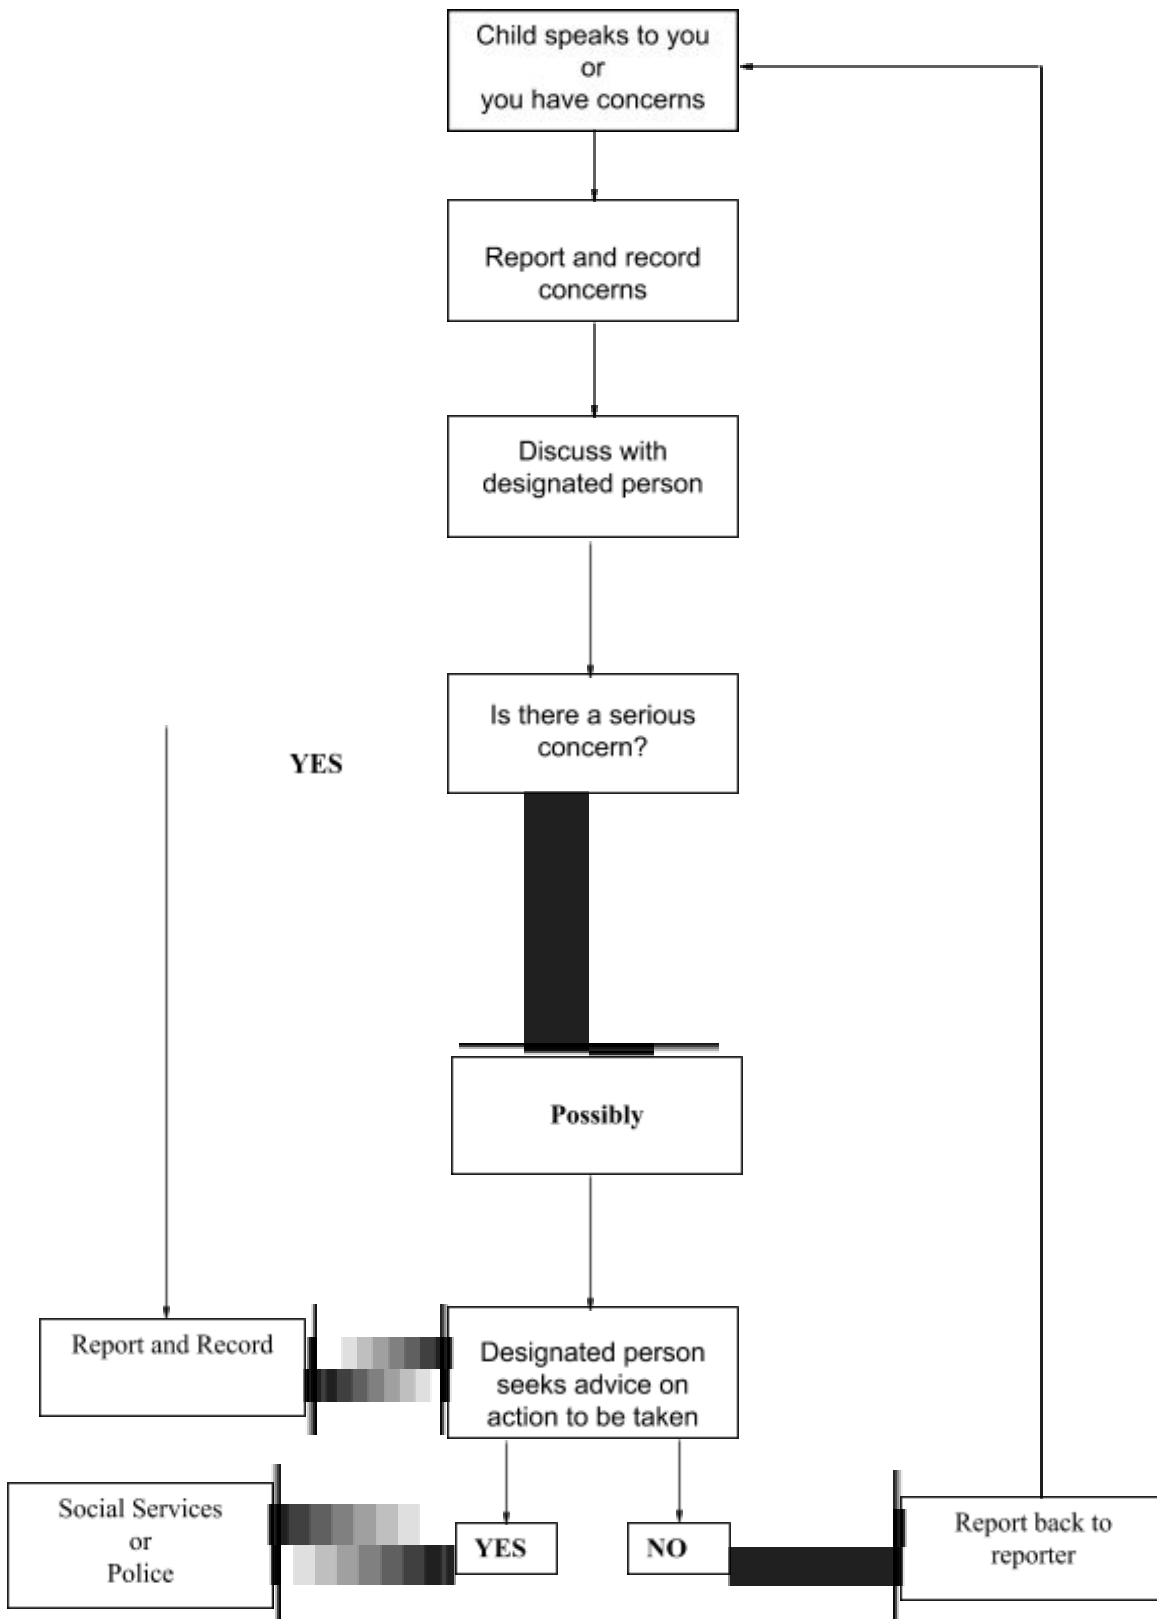 Child speaks to you
or
you have concerns
Report and record
concerns
Discuss with
designated person
Is there a serious
concern?
YES
Possibly
Report and Record
Designated person
seeks advice on
action to be taken
Social Services
or
Police
YES
NO
Report back to
reporter